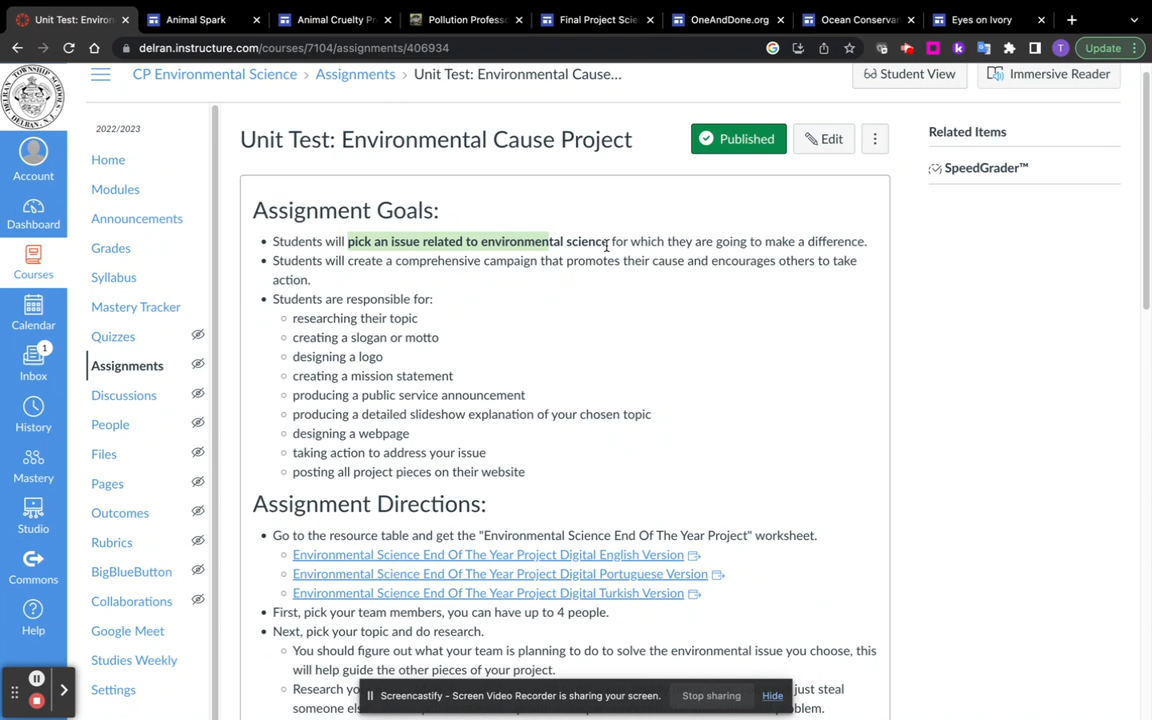 Unit Test: Environ
Animal Spark
Animal Cruelty Pr
Pollution Profess
Final Project Scie
OneAndDone.org
Ocean Conservar
Eyes on Ivory
delran.instructure.com/courses/7104/assignments/406934
T
Update
CP Environmental Science > Assignments > Unit Test: Environmental Cause...
Student View
Immersive Reader
2022/2023
Account
Dashboard
Courses
Calendar
1
Inbox
History
Mastery
Studio
Commons
Help
Home
Modules
Announcements
Grades
Syllabus
Mastery Tracker
Quizzes
Assignments
Discussions
People
Files
Pages
Outcomes
Rubrics
BigBlueButton
Collaborations
Google Meet
Studies Weekly
Settings
Unit Test: Environmental Cause Project
Published
Edit
Related Items
SpeedGrader™
Assignment Goals:
Students will pick an issue related to environmental science for which they are going to make a difference.
Students will create a comprehensive campaign that promotes their cause and encourages others to take
action.
Students are responsible for:
researching their topic
creating a slogan or motto
designing a logo
creating a mission statement
producing a public service announcement
producing a detailed slideshow explanation of your chosen topic
designing a webpage
taking action to address your issue
posting all project pieces on their website
Assignment Directions:
Go to the resource table and get the "Environmental Science End Of The Year Project" worksheet.
Environmental Science End Of The Year Project Digital English Version
Environmental Science End Of The Year Project Digital Portuguese Version
Environmental Science End Of The Year Project Digital Turkish Version
First, pick your team members, you can have up to 4 people.
Next, pick your topic and do research.
You should figure out what your team is planning to do to solve the environmental issue you choose, this
will help guide the other pieces of your project.
Research yo
just steal
someone els
oblem.
Screencastify - Screen Video Recorder is sharing your screen.
Stop sharing
Hide